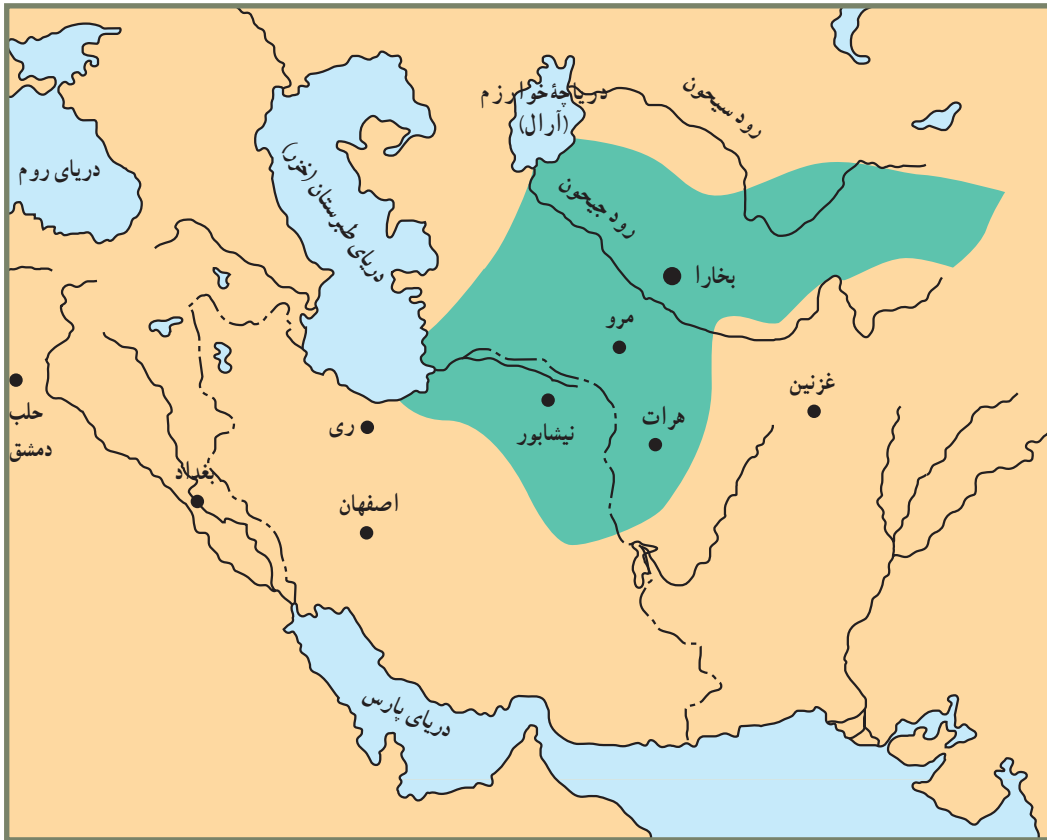 دریاچهٔ خوارزم
(آرال)
رود سیحون
دریای روم
دریای طبرستان (خزر)
رود جیحون
بخارا
مرو
غزنین
حلب
دمشق
ری
نیشابور
هرات
بغداد
اصفهان
دریای پارس